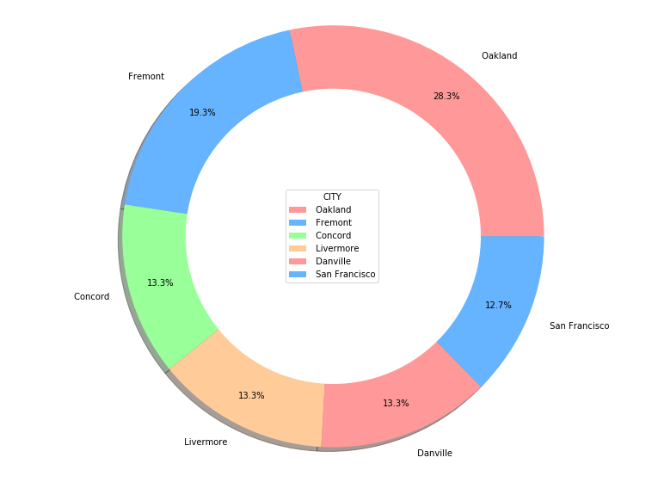 Oakland
28.3%
Fremont
19.3%
CITY
Oakland
Fremont
Concord
Livermore
Danville
San Francisco
13.3%
Concord
12.7%
San Francisco
13.3%
Livermore
13.3%
Danville